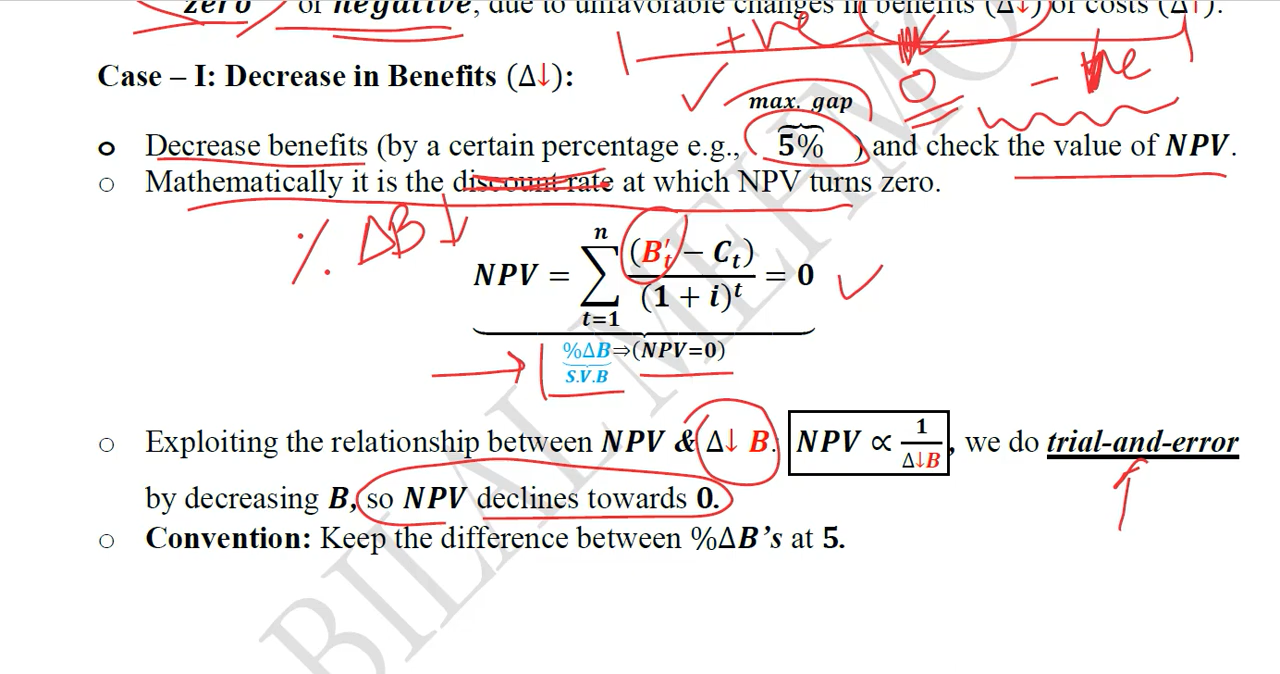 zero or negative, due to unfavorable changes in benefits (Δ↓) or costs (Δ↑).
+ve 0 - ve
Case – I: Decrease in Benefits (Δ↓):
max. gap
o Decrease benefits (by a certain percentage e.g., 5% ) and check the value of NPV.
o Mathematically it is the discount rate at which NPV turns zero.
% ΔB ↓
NPV = ∑_{t=1}^{n} (B′_t − C_t)/(1 + i)^t = 0
%ΔB⇒(NPV=0)
S.V.B
o Exploiting the relationship between NPV & Δ↓ B. NPV ∝ 1/Δ↓B, we do trial-and-error
by decreasing B, so NPV declines towards 0.
o Convention: Keep the difference between %ΔB's at 5.
BILAL MEHMO